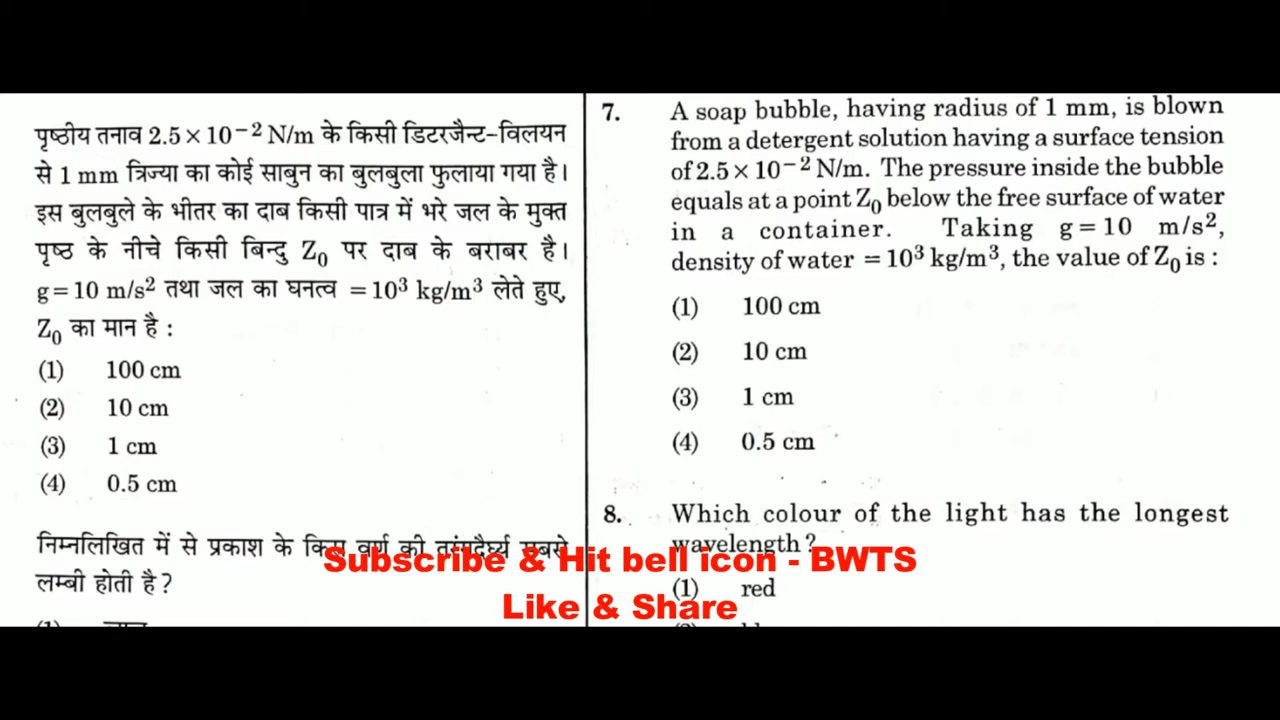 पृष्ठीय तनाव 2.5×10⁻² N/m के किसी डिटरजैन्ट-विलयन
से 1 mm त्रिज्या का कोई साबुन का बुलबुला फुलाया गया है।
इस बुलबुले के भीतर का दाब किसी पात्र में भरे जल के मुक्त
पृष्ठ के नीचे किसी बिन्दु Z₀ पर दाब के बराबर है।
g=10 m/s² तथा जल का घनत्व =10³ kg/m³ लेते हुए,
Z₀ का मान है :
(1) 100 cm
(2) 10 cm
(3) 1 cm
(4) 0.5 cm
निम्नलिखित में से प्रकाश के किस वर्ण की तरंगदैर्घ्य सबसे
लम्बी होती है?
7. A soap bubble, having radius of 1 mm, is blown
from a detergent solution having a surface tension
of 2.5×10⁻² N/m. The pressure inside the bubble
equals at a point Z₀ below the free surface of water
in a container. Taking g=10 m/s²,
density of water =10³ kg/m³, the value of Z₀ is :
(1) 100 cm
(2) 10 cm
(3) 1 cm
(4) 0.5 cm
8. Which colour of the light has the longest
wavelength?
(1) red
Subscribe & Hit bell icon - BWTS
Like & Share